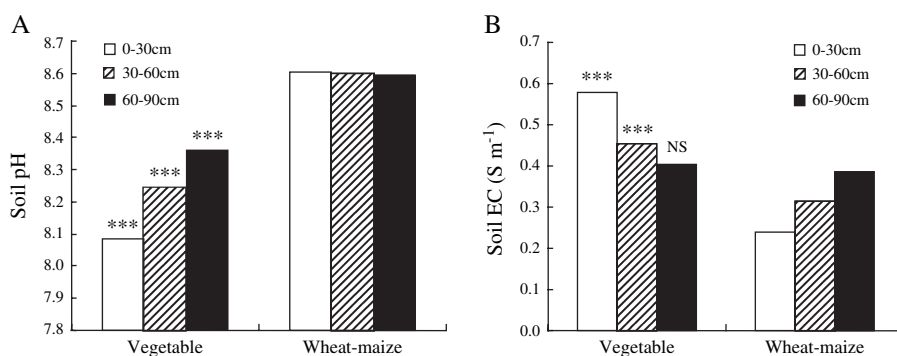 A
8.7
8.6
8.5
8.4
8.3
8.2
8.1
8.0
7.9
7.8
Soil pH
0-30cm
30-60cm
60-90cm
***
***
***
Vegetable
Wheat-maize
B
0.7
0.6
0.5
0.4
0.3
0.2
0.1
0.0
Soil EC (S m⁻¹)
0-30cm
30-60cm
60-90cm
***
***
NS
Vegetable
Wheat-maize